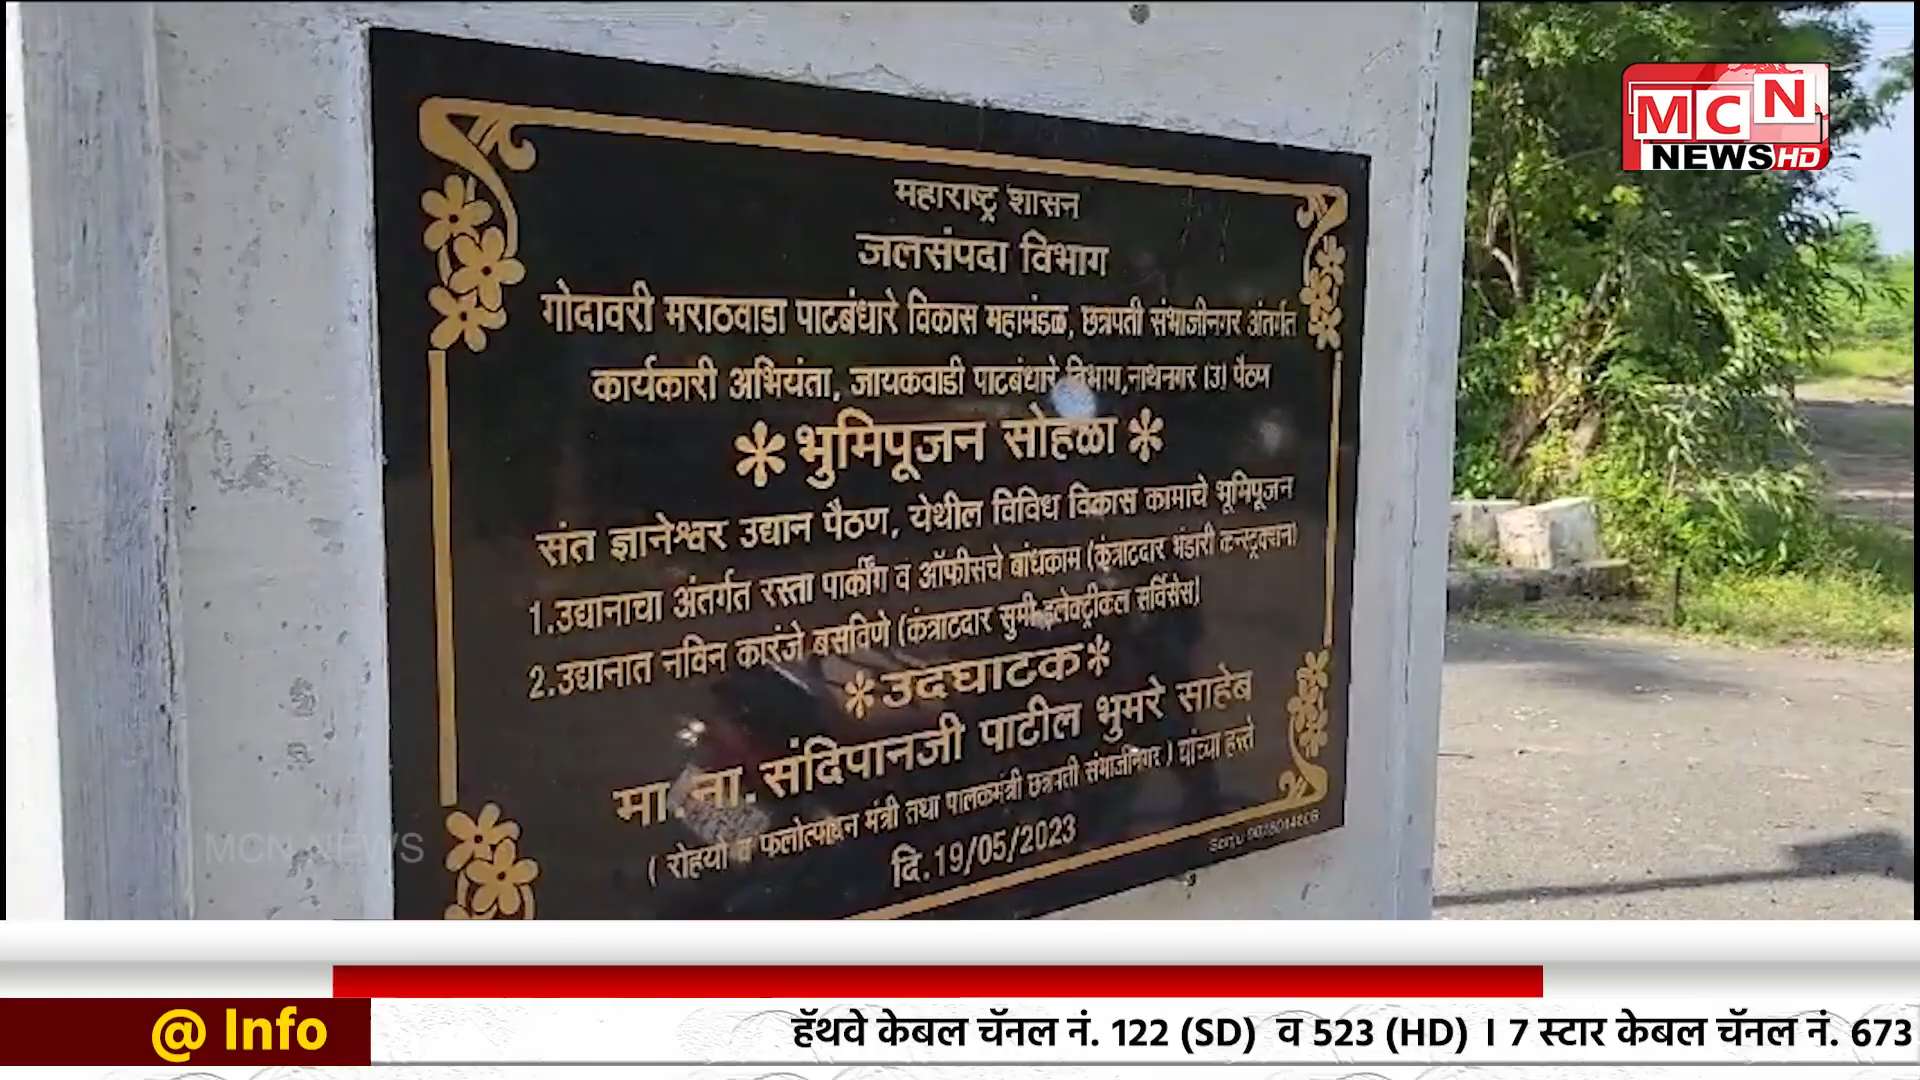 MCN
NEWS HD
महाराष्ट्र शासन
जलसंपदा विभाग
गोदावरी मराठवाडा पाटबंधारे विकास महामंडळ, छत्रपती संभाजीनगर अंतर्गत
कार्यकारी अभियंता, जायकवाडी पाटबंधारे विभाग,नाथनगर (उ) पैठण
भुमिपूजन सोहळा
संत ज्ञानेश्वर उद्यान पैठण, येथील विविध विकास कामाचे भूमिपूजन
1.उद्यानाचा अंतर्गत रस्ता पार्कींग व ऑफीसचे बांधकाम (कंत्राटदार भंडारी कन्स्ट्रक्शन)
2.उद्यानात नविन कारंजे बसविणे (कंत्राटदार सुमी इलेक्ट्रीकल सर्विसेस)
उदघाटक
मा. ना. संदिपानजी पाटील भुमरे साहेब
( रोहयो व फलोत्पादन मंत्री तथा पालकमंत्री छत्रपती संभाजीनगर ) यांच्या हस्ते
दि.19/05/2023
MCN NEWS
@ Info
हॅथवे केबल चॅनल नं. 122 (SD) व 523 (HD) । 7 स्टार केबल चॅनल नं. 673